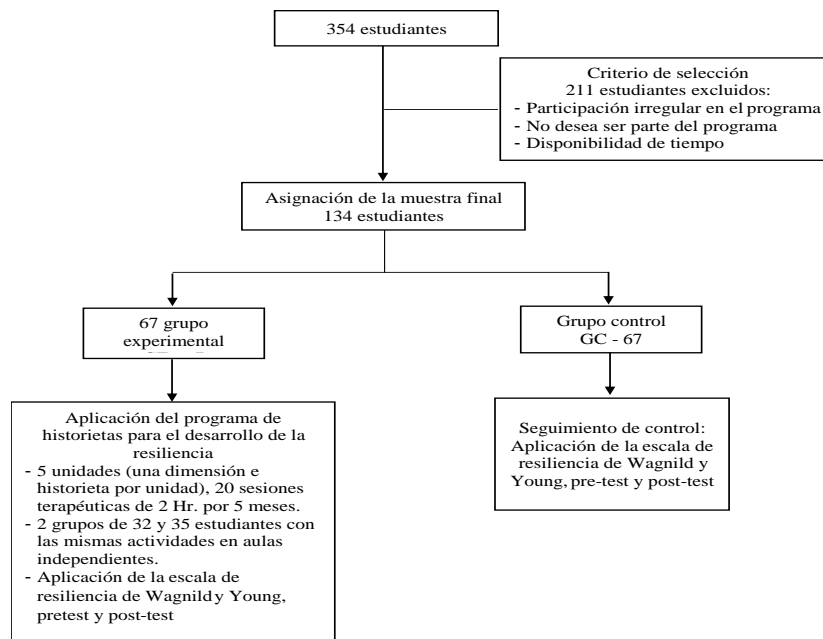 354 estudiantes
Criterio de selección
211 estudiantes excluidos:
- Participación irregular en el programa
- No desea ser parte del programa
- Disponibilidad de tiempo
Asignación de la muestra final
134 estudiantes
67 grupo
experimental
Grupo control
GC - 67
Aplicación del programa de
historietas para el desarrollo de la
resiliencia
- 5 unidades (una dimensión e
historieta por unidad), 20 sesiones
terapéuticas de 2 Hr. por 5 meses.
- 2 grupos de 32 y 35 estudiantes con
las mismas actividades en aulas
independientes.
- Aplicación de la escala de
resiliencia de Wagnild y Young,
pretest y post-test
Seguimiento de control:
Aplicación de la escala de
resiliencia de Wagnild y
Young, pre-test y post-test